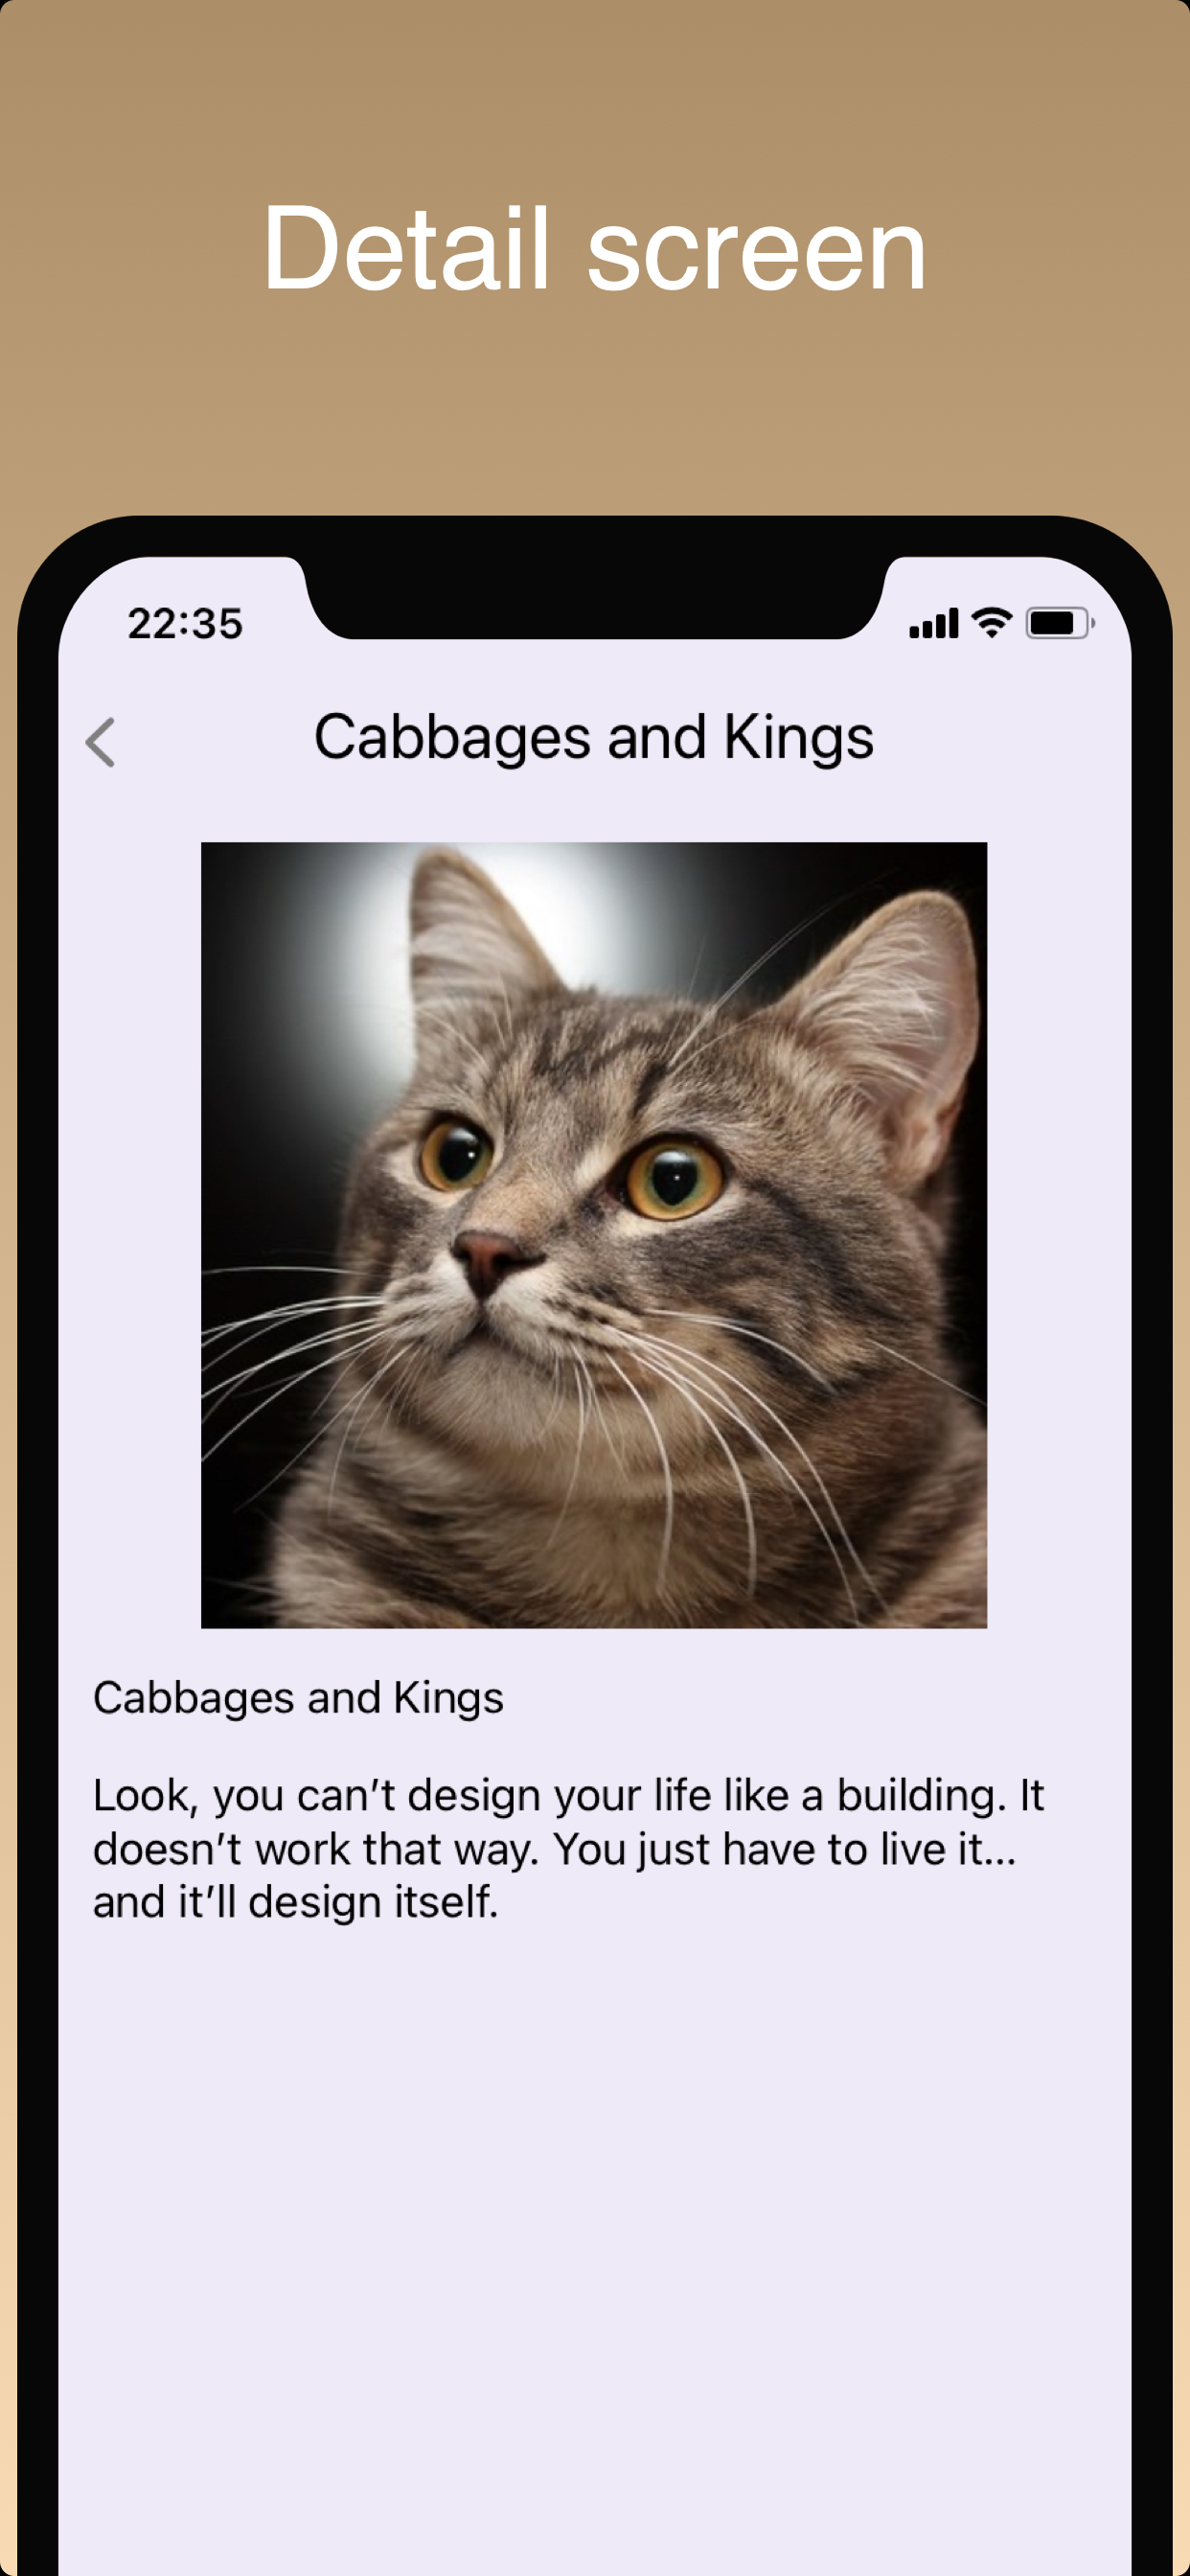 Detail screen
22:35
Cabbages and Kings
Cabbages and Kings
Look, you can’t design your life like a building. It
doesn’t work that way. You just have to live it...
and it’ll design itself.